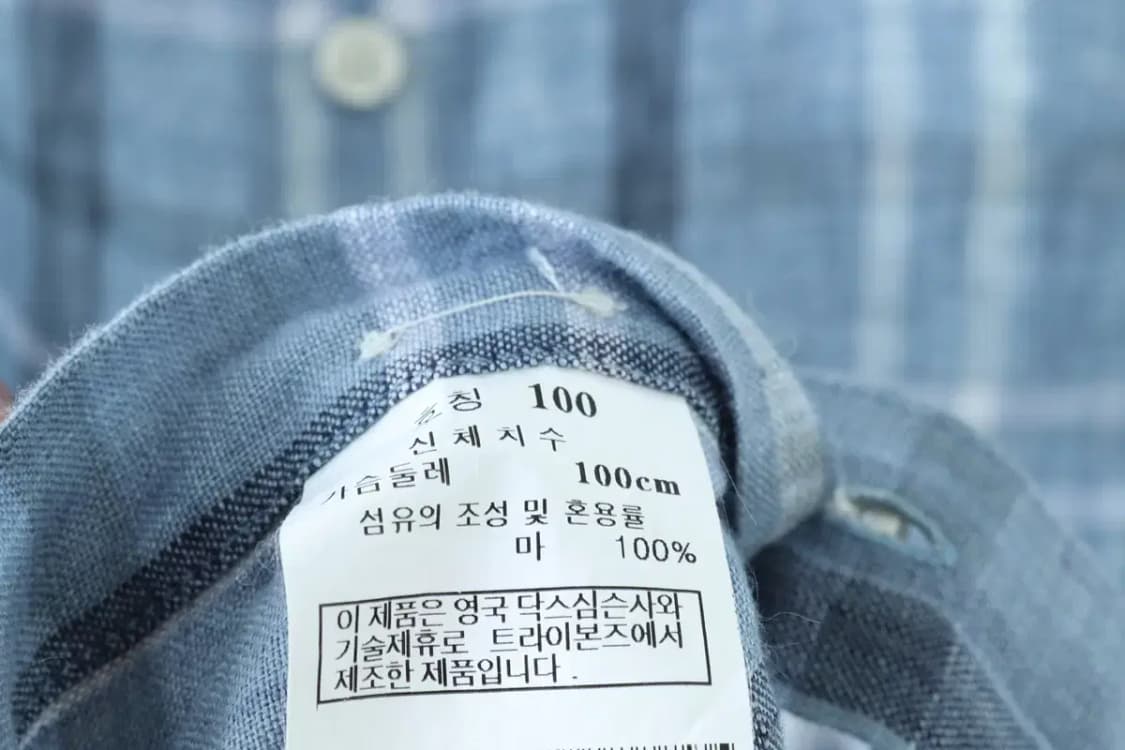 호칭 100
신체치수
가슴둘레 100cm
섬유의 조성 및 혼용률
마 100%
이 제품은 영국 닥스심슨사와
기술제휴로 트라이본즈에서
제조한 제품입니다.